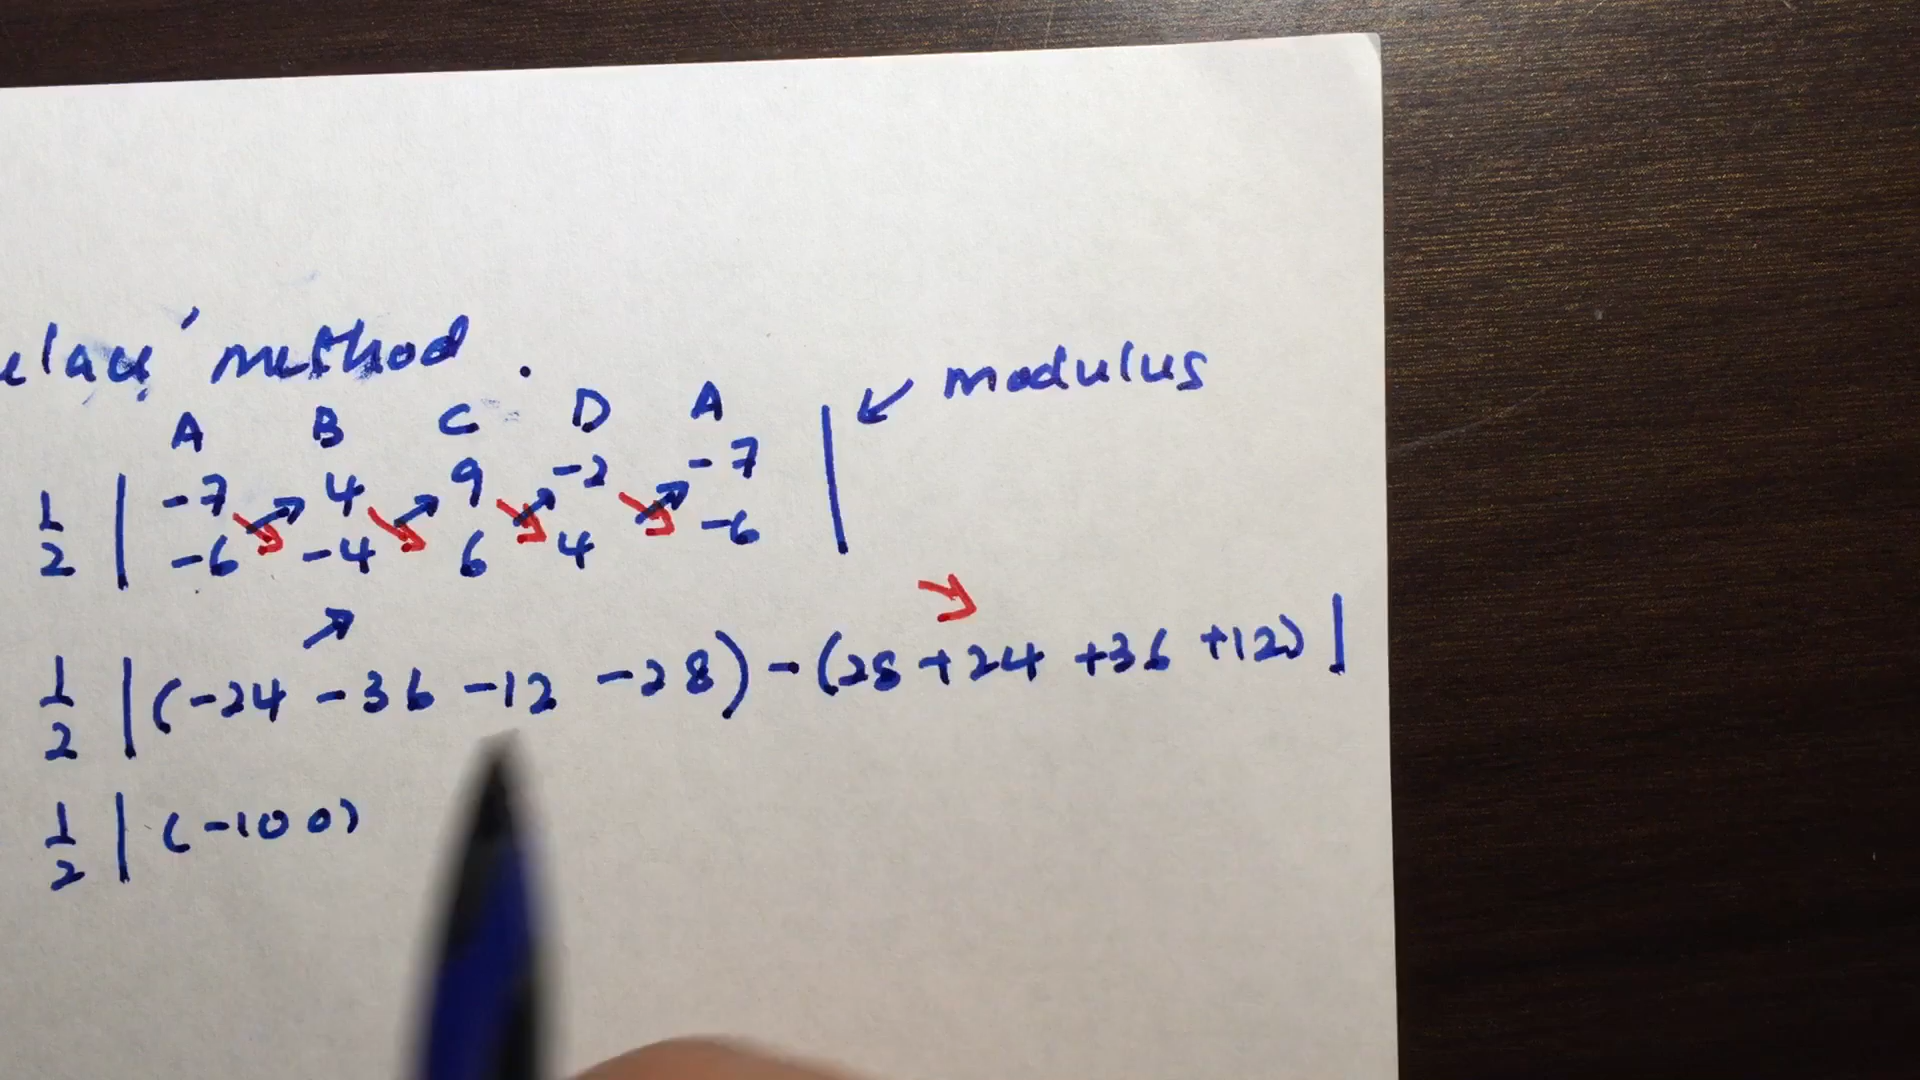 elace' method.
← modulus
A B C D A
1/2 | -7 4 9 -2 -7 |
-6 -4 6 4 -6
1/2 |(-24 -36 -12 -28) - (28 +24 +36 +12)|
1/2 |(-100)